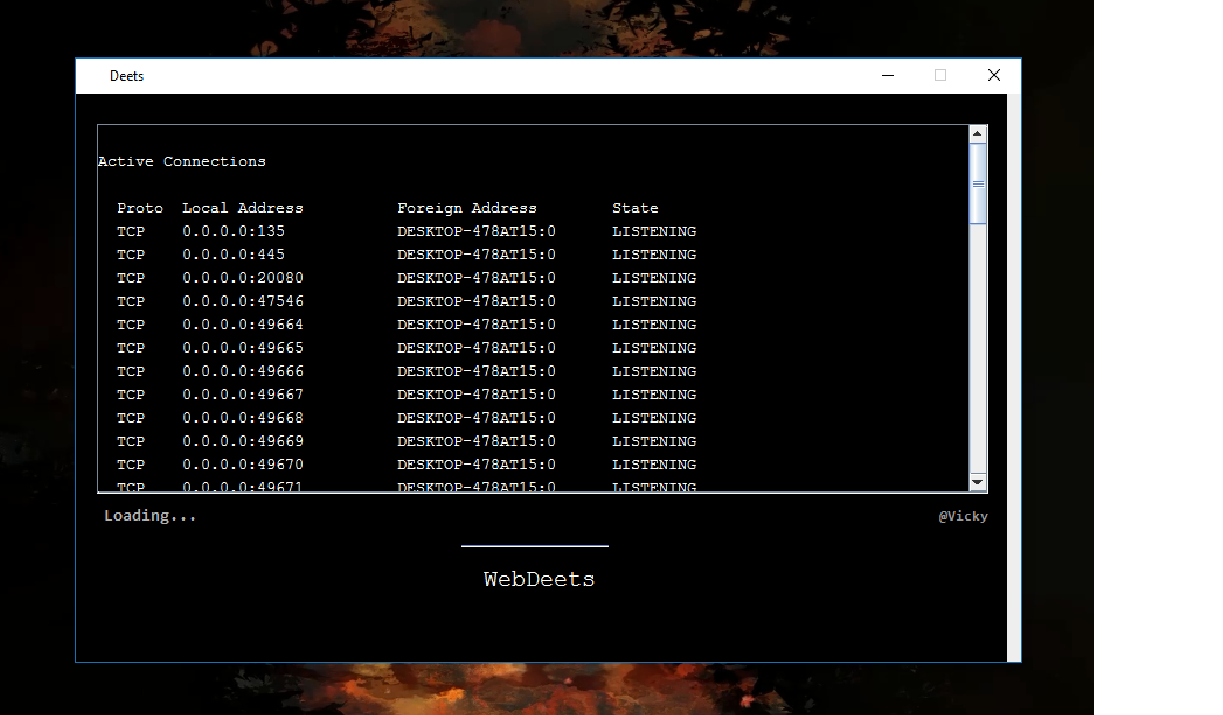 Deets
Active Connections
Proto Local Address Foreign Address State
TCP 0.0.0.0:135 DESKTOP-478AT15:0 LISTENING
TCP 0.0.0.0:445 DESKTOP-478AT15:0 LISTENING
TCP 0.0.0.0:20080 DESKTOP-478AT15:0 LISTENING
TCP 0.0.0.0:47546 DESKTOP-478AT15:0 LISTENING
TCP 0.0.0.0:49664 DESKTOP-478AT15:0 LISTENING
TCP 0.0.0.0:49665 DESKTOP-478AT15:0 LISTENING
TCP 0.0.0.0:49666 DESKTOP-478AT15:0 LISTENING
TCP 0.0.0.0:49667 DESKTOP-478AT15:0 LISTENING
TCP 0.0.0.0:49668 DESKTOP-478AT15:0 LISTENING
TCP 0.0.0.0:49669 DESKTOP-478AT15:0 LISTENING
TCP 0.0.0.0:49670 DESKTOP-478AT15:0 LISTENING
TCP 0.0.0.0:49671 DESKTOP-478AT15:0 LISTENING
Loading... @Vicky
WebDeets